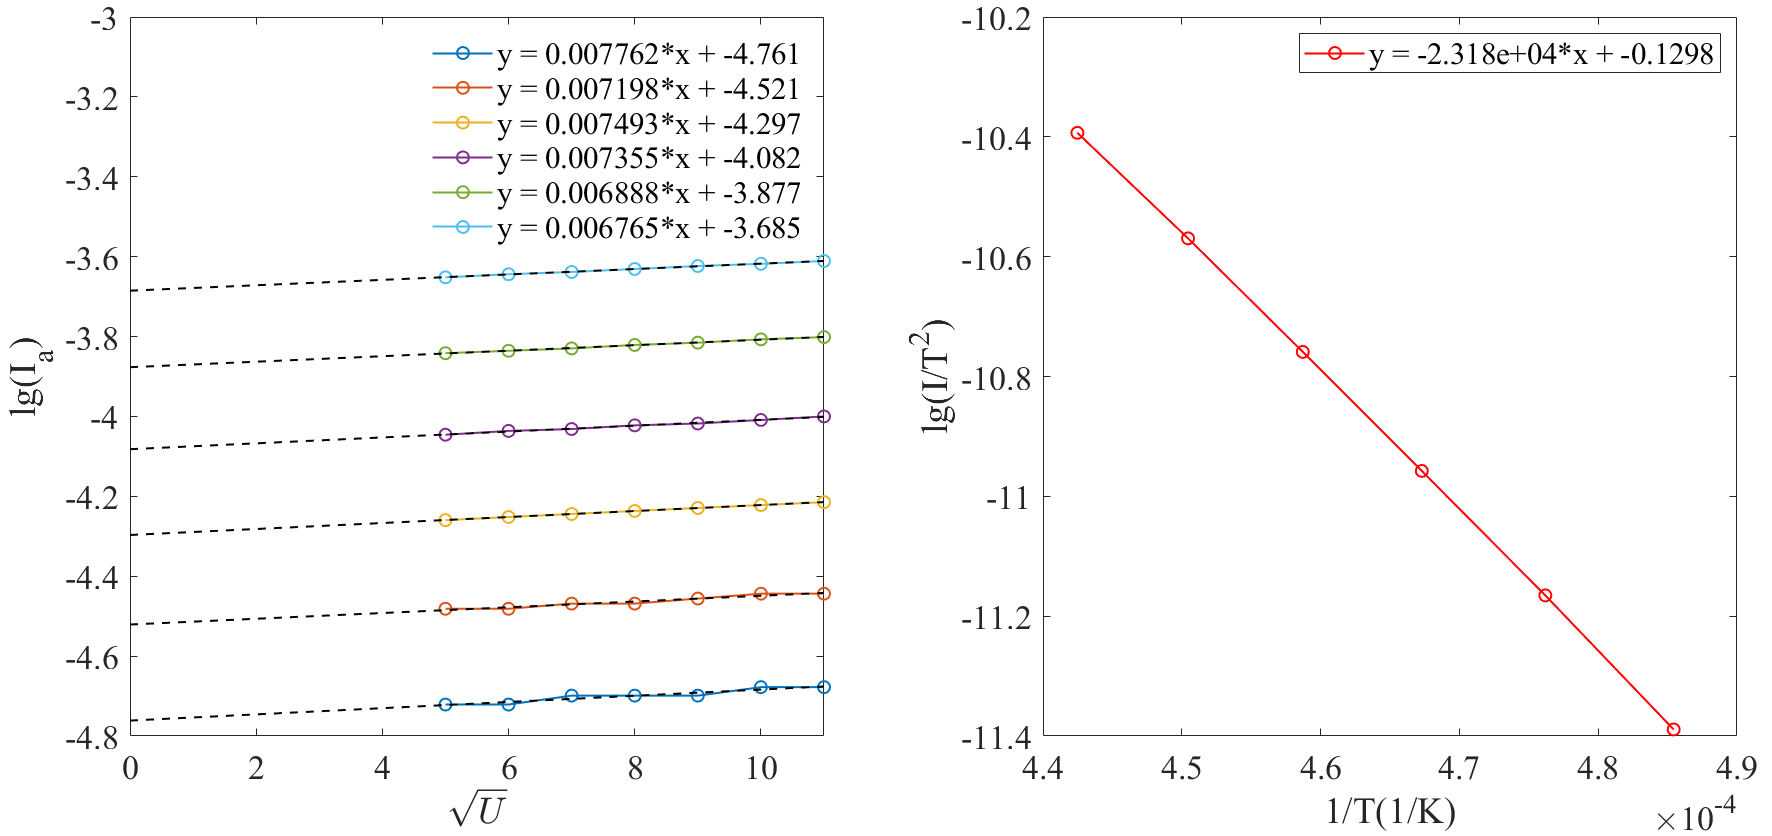 -3
-3.2
-3.4
-3.6
-3.8
-4
-4.2
-4.4
-4.6
-4.8
lg(I_a)
0 2 4 6 8 10
√U
y = 0.007762*x + -4.761
y = 0.007198*x + -4.521
y = 0.007493*x + -4.297
y = 0.007355*x + -4.082
y = 0.006888*x + -3.877
y = 0.006765*x + -3.685
-10.2
-10.4
-10.6
-10.8
-11
-11.2
-11.4
lg(I/T^2)
4.4 4.5 4.6 4.7 4.8 4.9
1/T(1/K)
×10^-4
y = -2.318e+04*x + -0.1298